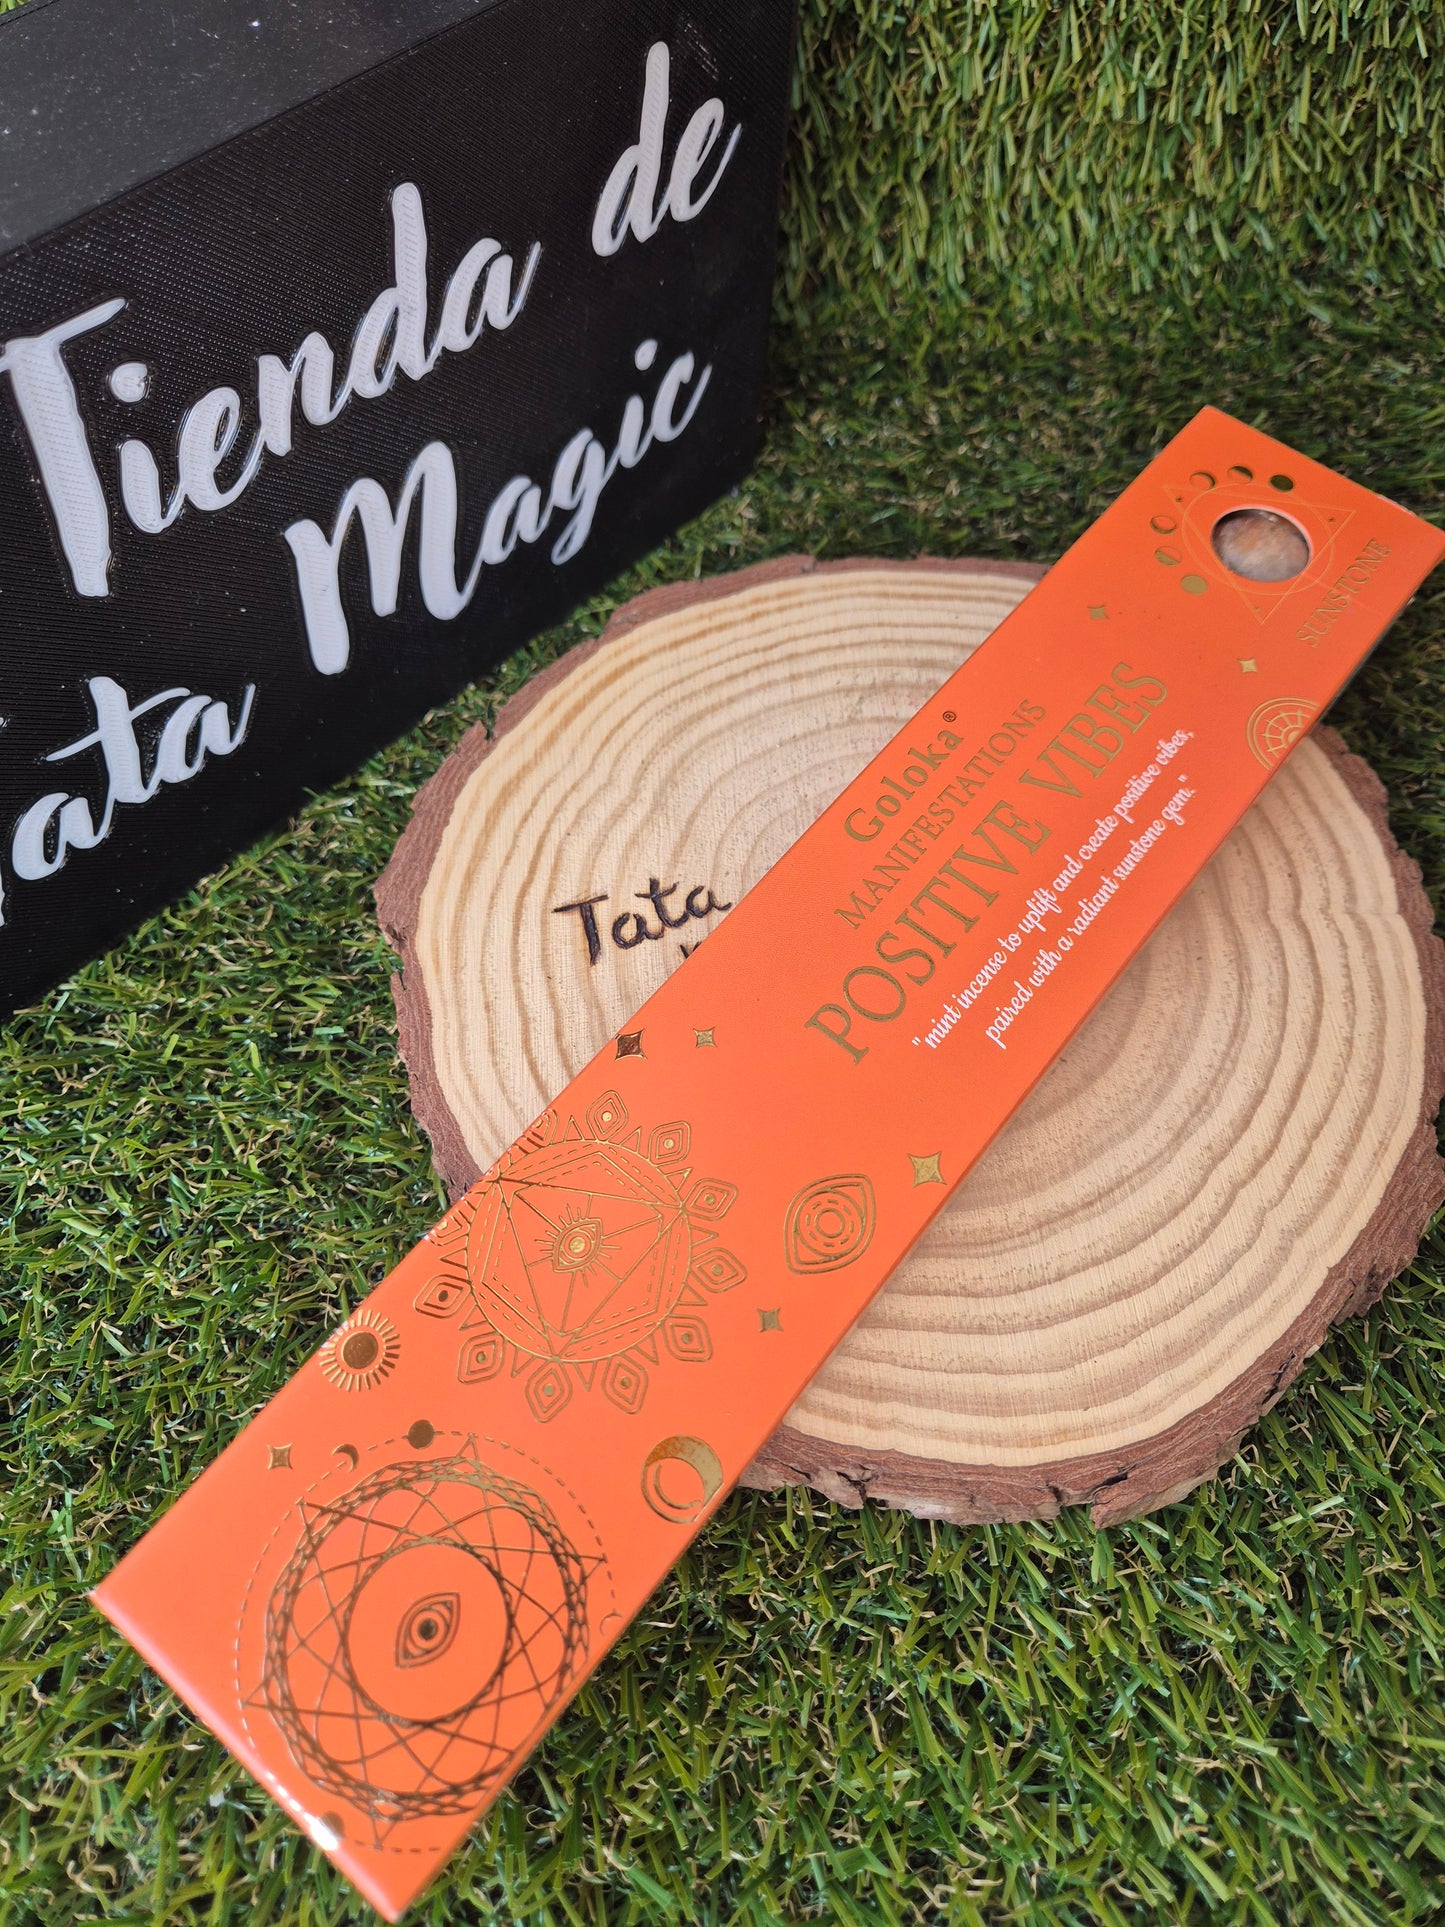 Tienda de
Magic
Tata
Tata
Goloka®
MANIFESTATIONS
POSITIVE VIBES
"mint incense to uplift and create positive vibes,
paired with a radiant sunstone gem."
SUNSTONE